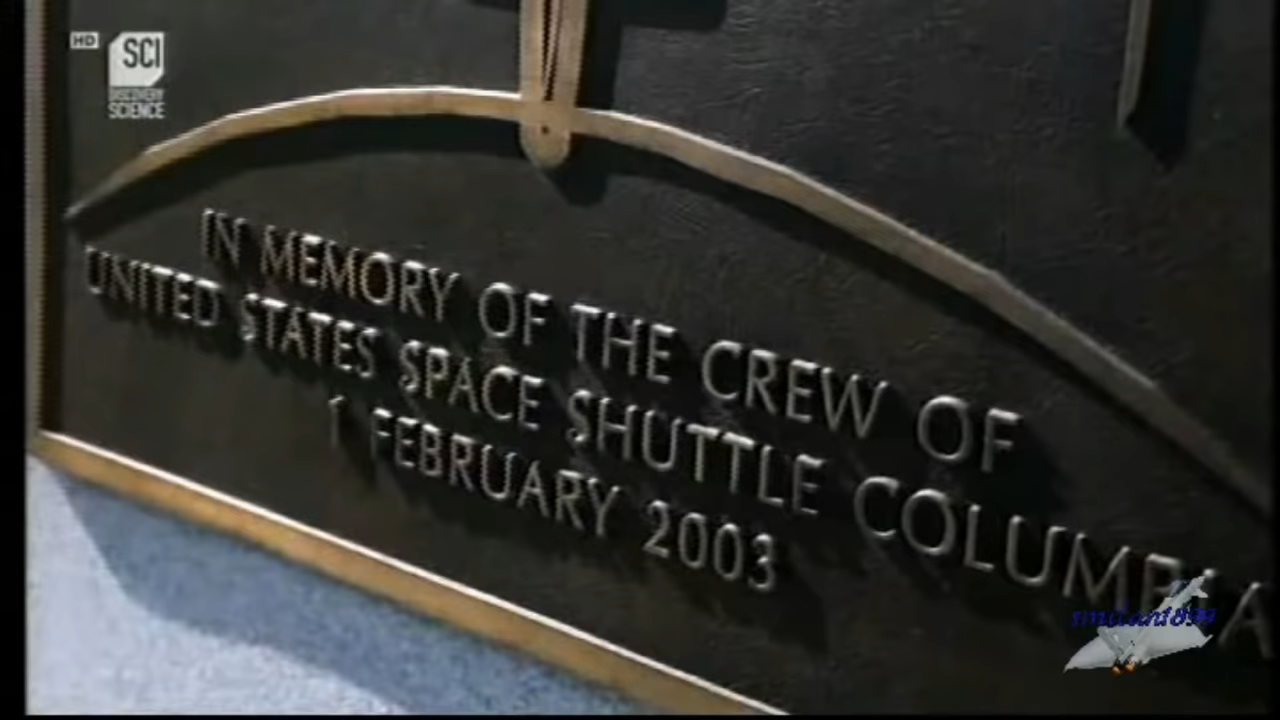 HD
SCI
DISCOVERY
SCIENCE
IN MEMORY OF THE CREW OF
UNITED STATES SPACE SHUTTLE COLUMBIA
1 FEBRUARY 2003